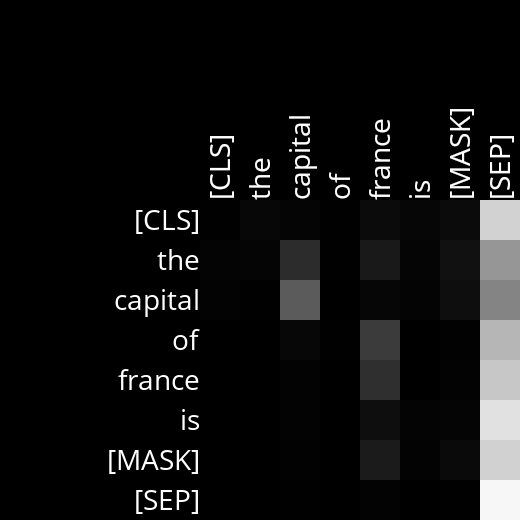 [CLS] the capital of france is [MASK] [SEP]
[CLS]
the
capital
of
france
is
[MASK]
[SEP]